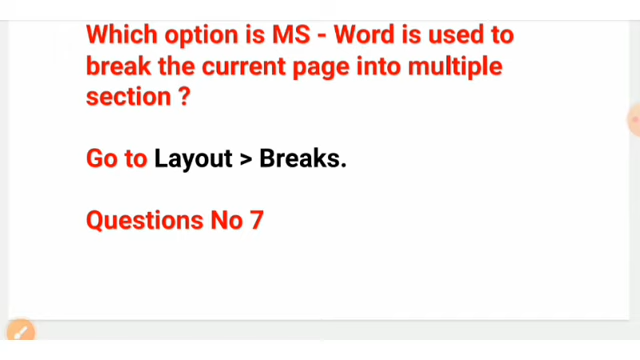 Which option is MS - Word is used to
break the current page into multiple
section ?
Go to Layout > Breaks.
Questions No 7